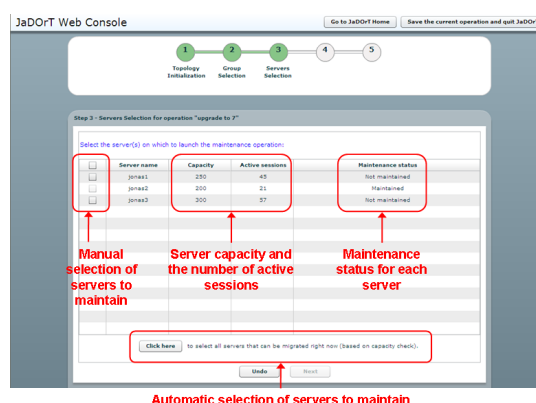 JaDOrT Web Console
Go to JaDOrT Home
Save the current operation and quit JaDOrT
1 2 3 4 5
Topology Initialization
Group Selection
Servers Selection
Step 3 - Servers Selection for operation "upgrade to 7"
Select the server(s) on which to launch the maintenance operation:
Server name Capacity Active sessions Maintenance status
jonas1 250 45 Not maintained
jonas2 200 21 Maintained
jonas3 300 57 Not maintained
Manual
selection of
servers to
maintain
Server capacity and
the number of active
sessions
Maintenance
status for each
server
Click here to select all servers that can be migrated right now (based on capacity check).
Undo Next
Automatic selection of servers to maintain